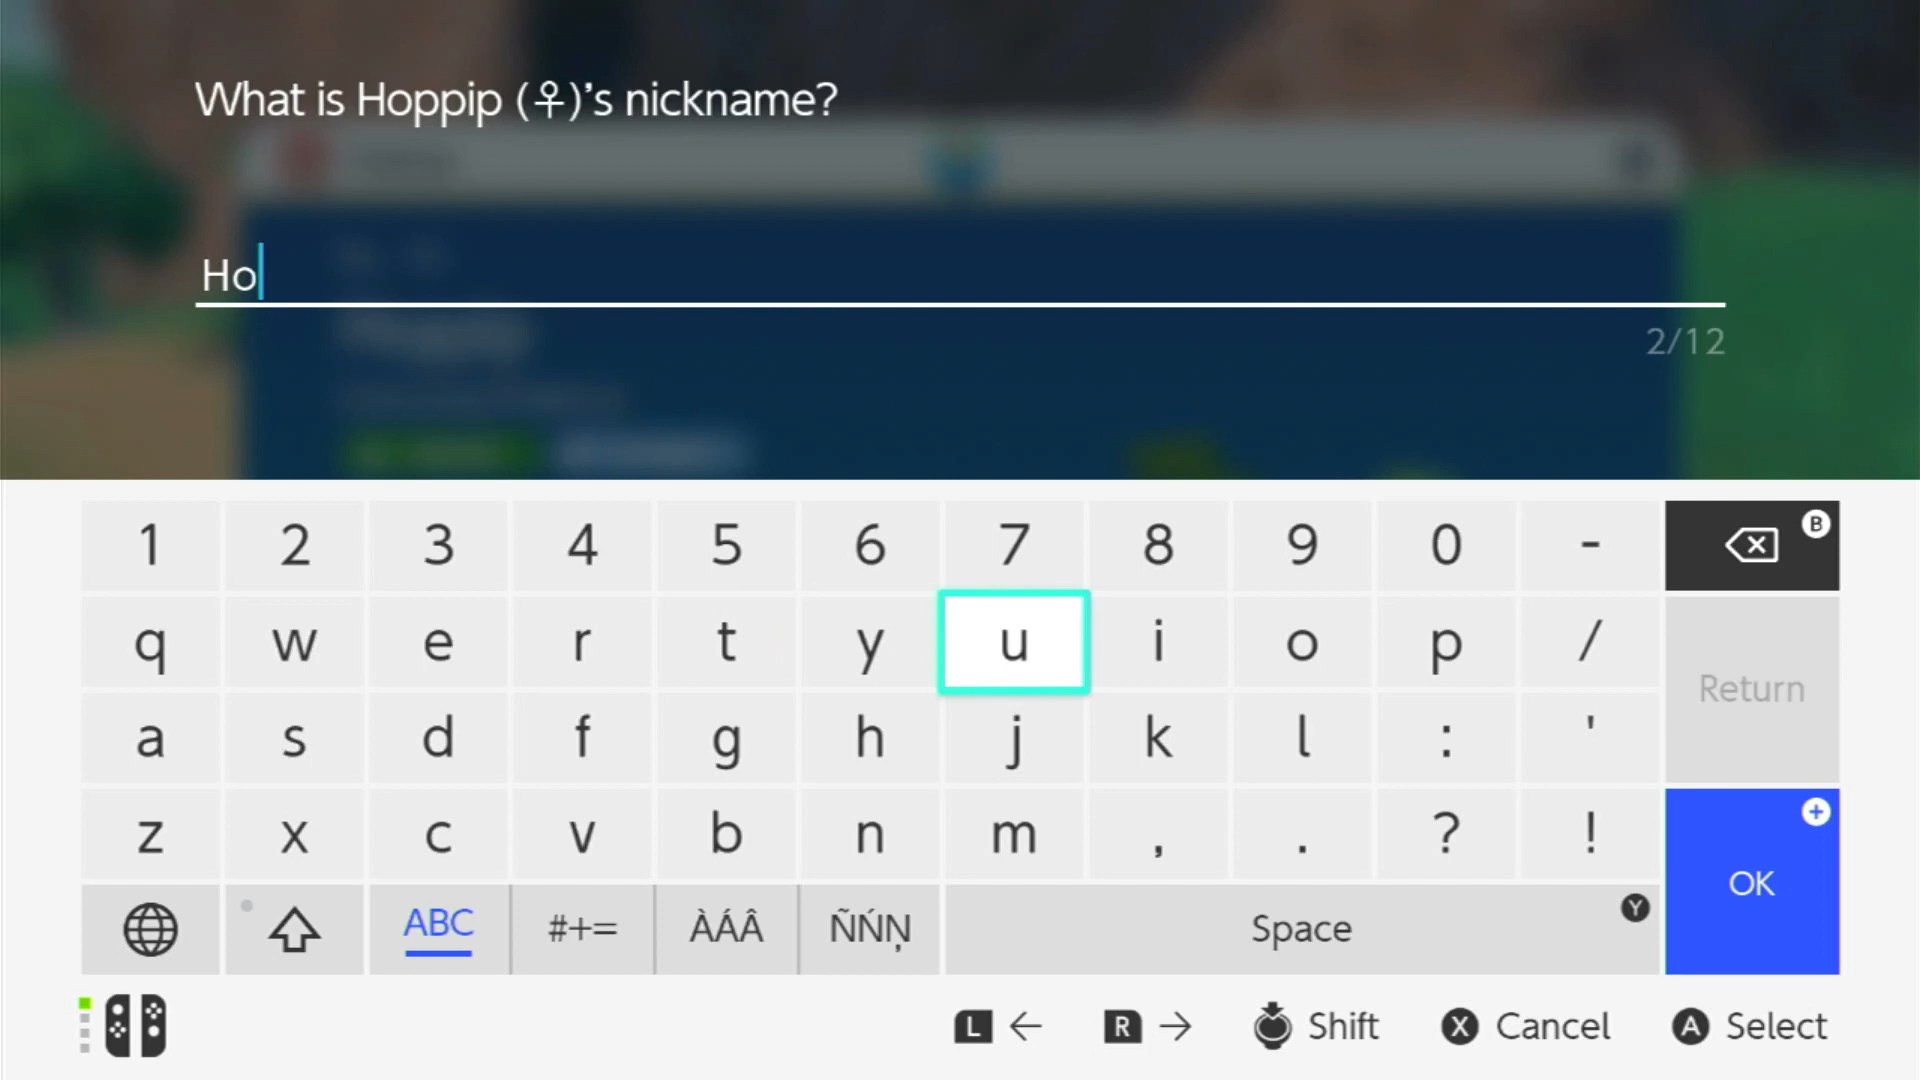 What is Hoppip (♀)'s nickname?
Ho
2/12
1 2 3 4 5 6 7 8 9 0 - B
q w e r t y u i o p /
Return
a s d f g h j k l : '
z x c v b n m , . ? ! +
OK
ABC #+= ÀÁÂ ÑŃŅ Space Y
L ← R → Shift X Cancel A Select